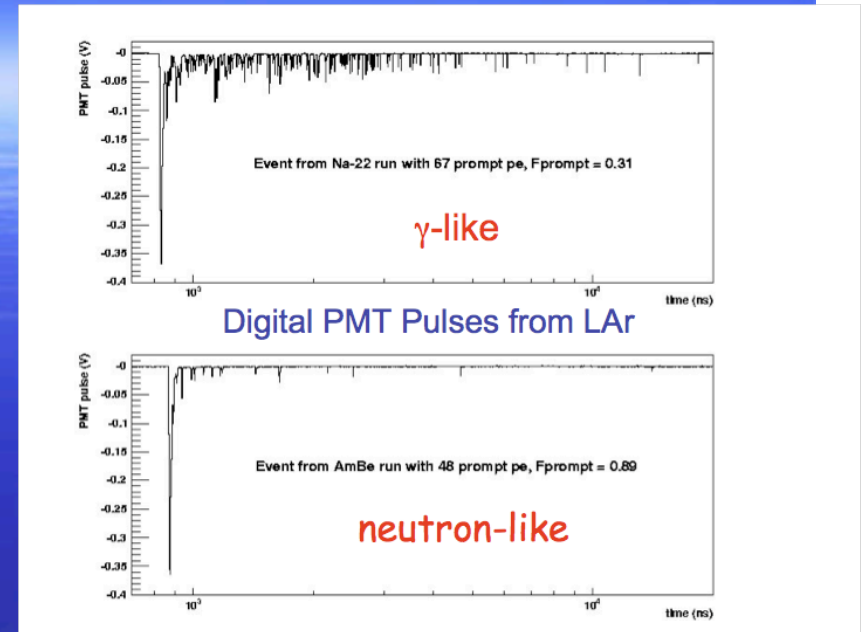 PMT pulse (V)
-0
-0.05
-0.1
-0.15
-0.2
-0.25
-0.3
-0.35
-0.4
Event from Na-22 run with 67 prompt pe, Fprompt = 0.31
γ-like
10³
10⁴
time (ns)
Digital PMT Pulses from LAr
PMT pulse (V)
-0
-0.05
-0.1
-0.15
-0.2
-0.25
-0.3
-0.35
-0.4
Event from AmBe run with 48 prompt pe, Fprompt = 0.89
neutron-like
10³
10⁴
time (ns)